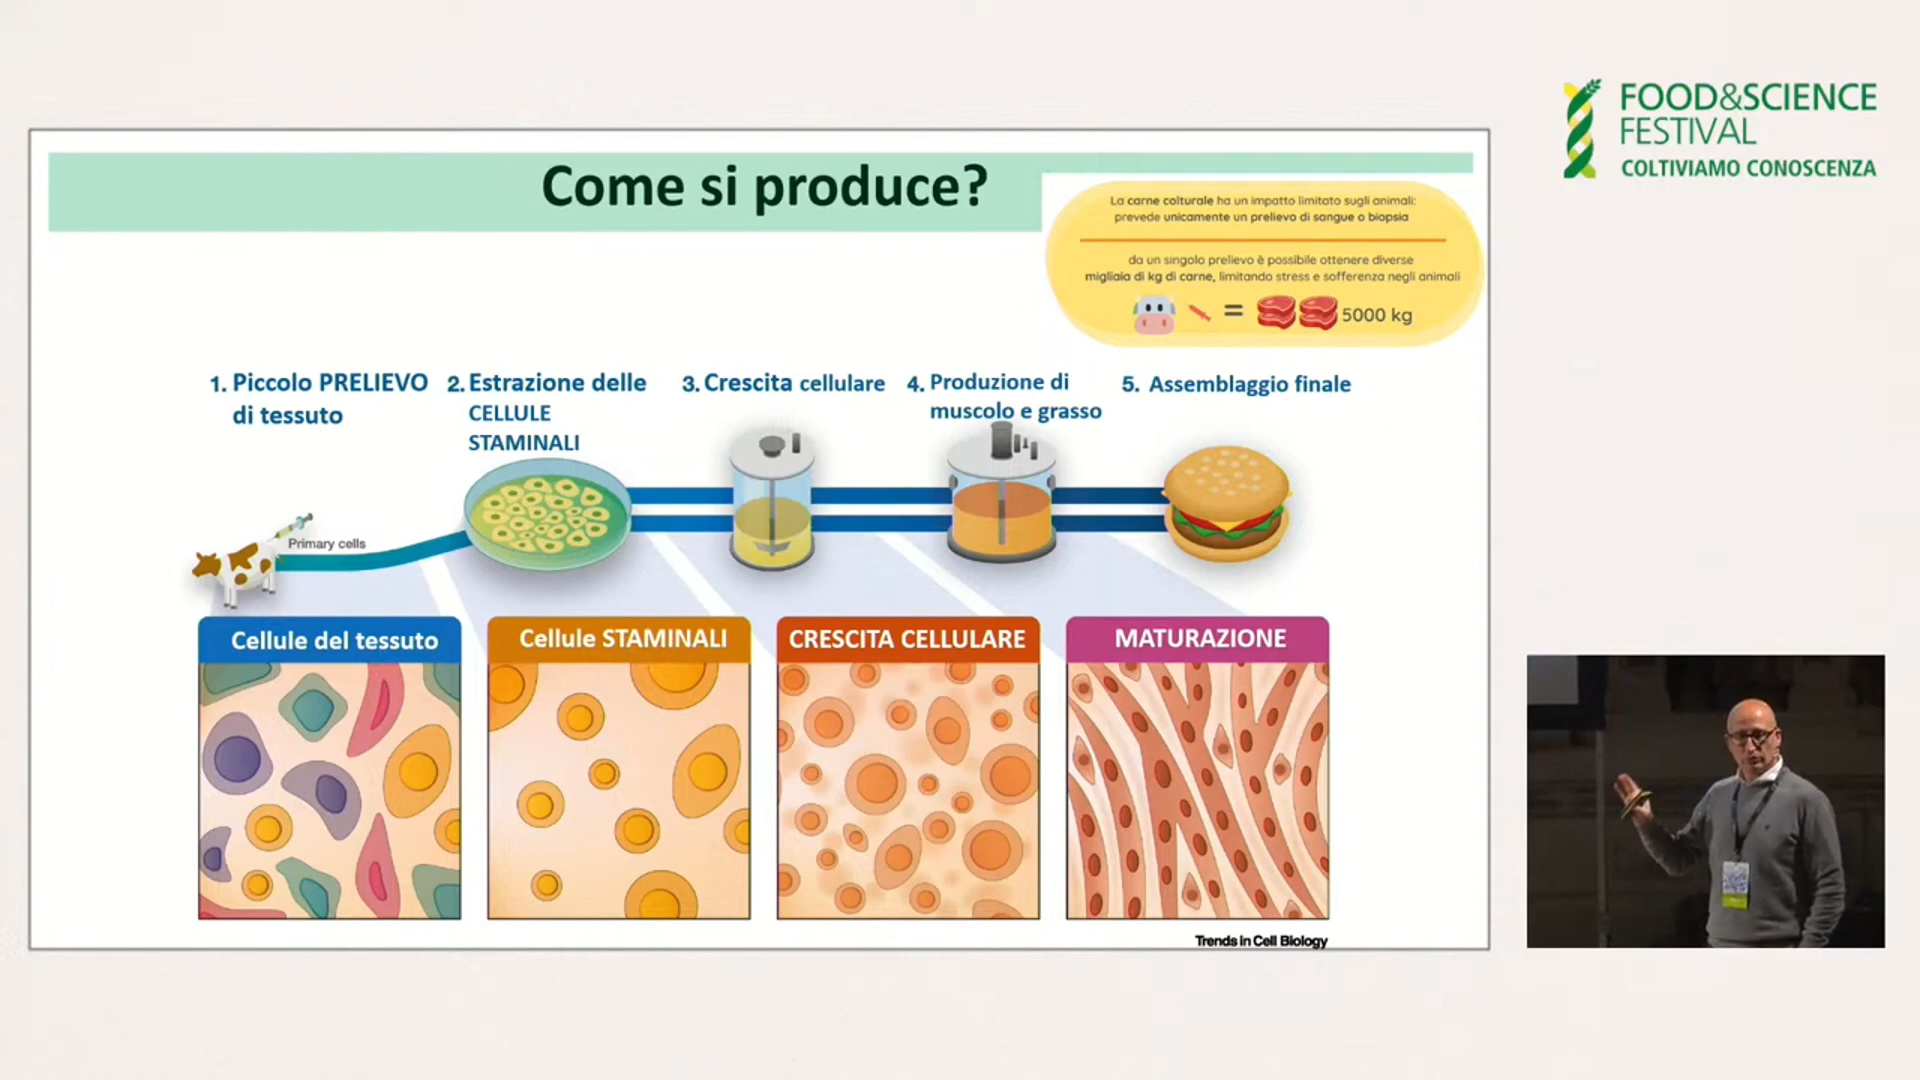 FOOD&SCIENCE
FESTIVAL
COLTIVIAMO CONOSCENZA
Come si produce?
La carne colturale ha un impatto limitato sugli animali:
prevede unicamente un prelievo di sangue o biopsia
da un singolo prelievo è possibile ottenere diverse
migliaia di kg di carne, limitando stress e sofferenza negli animali
= 5000 kg
1. Piccolo PRELIEVO
di tessuto
2. Estrazione delle
CELLULE
STAMINALI
3. Crescita cellulare
4. Produzione di
muscolo e grasso
5. Assemblaggio finale
Primary cells
Cellule del tessuto
Cellule STAMINALI
CRESCITA CELLULARE
MATURAZIONE
Trends in Cell Biology